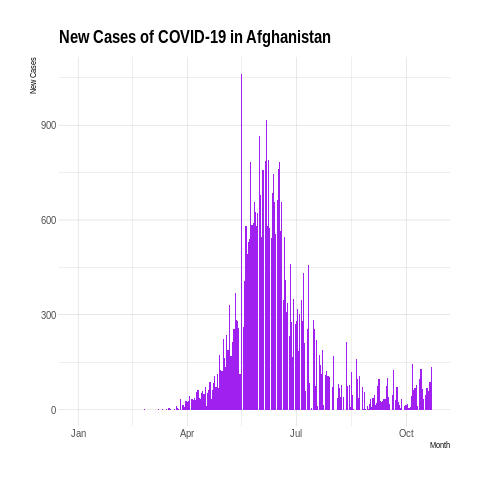 New Cases of COVID-19 in Afghanistan
New Cases
900
600
300
0
Jan Apr Jul Oct
Month